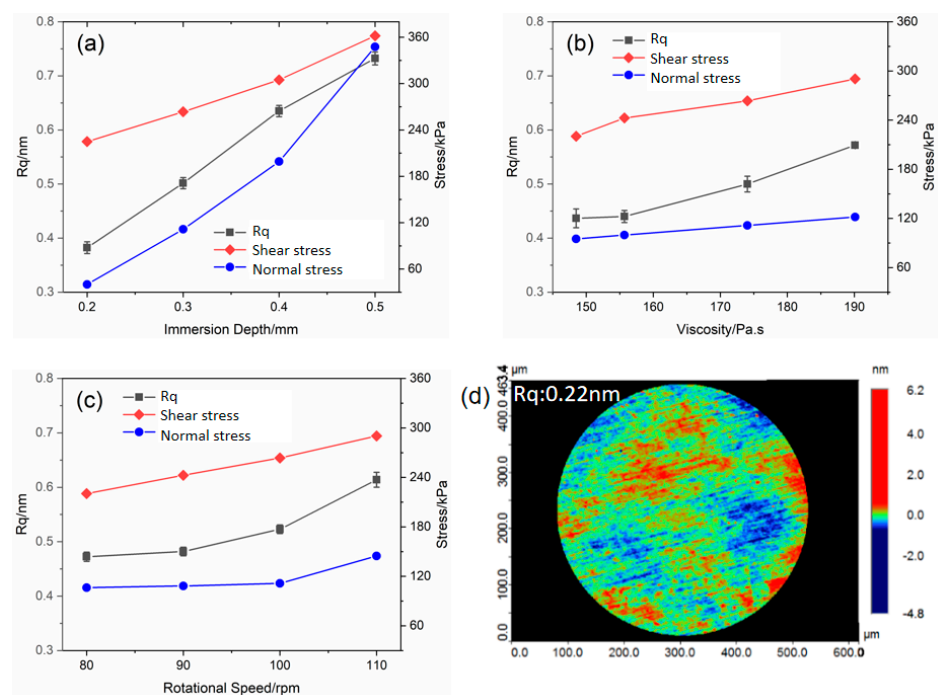 (a)
Rq
Shear stress
Normal stress
Rq/nm
0.8
0.7
0.6
0.5
0.4
0.3
Stress/kPa
360
300
240
180
120
60
0.2 0.3 0.4 0.5
Immersion Depth/mm
(b)
Rq
Shear stress
Normal stress
Rq/nm
0.8
0.7
0.6
0.5
0.4
0.3
Stress/kPa
360
300
240
180
120
60
150 160 170 180 190
Viscosity/Pa.s
(c)
Rq
Shear stress
Normal stress
Rq/nm
0.8
0.7
0.6
0.5
0.4
0.3
Stress/kPa
360
300
240
180
120
60
80 90 100 110
Rotational Speed/rpm
(d)
Rq:0.22nm
µm
463.4
400.0
300.0
200.0
100.0
0.0
0.0 100.0 200.0 300.0 400.0 500.0 600.0
µm
nm
6.2
4.0
2.0
0.0
-2.0
-4.8